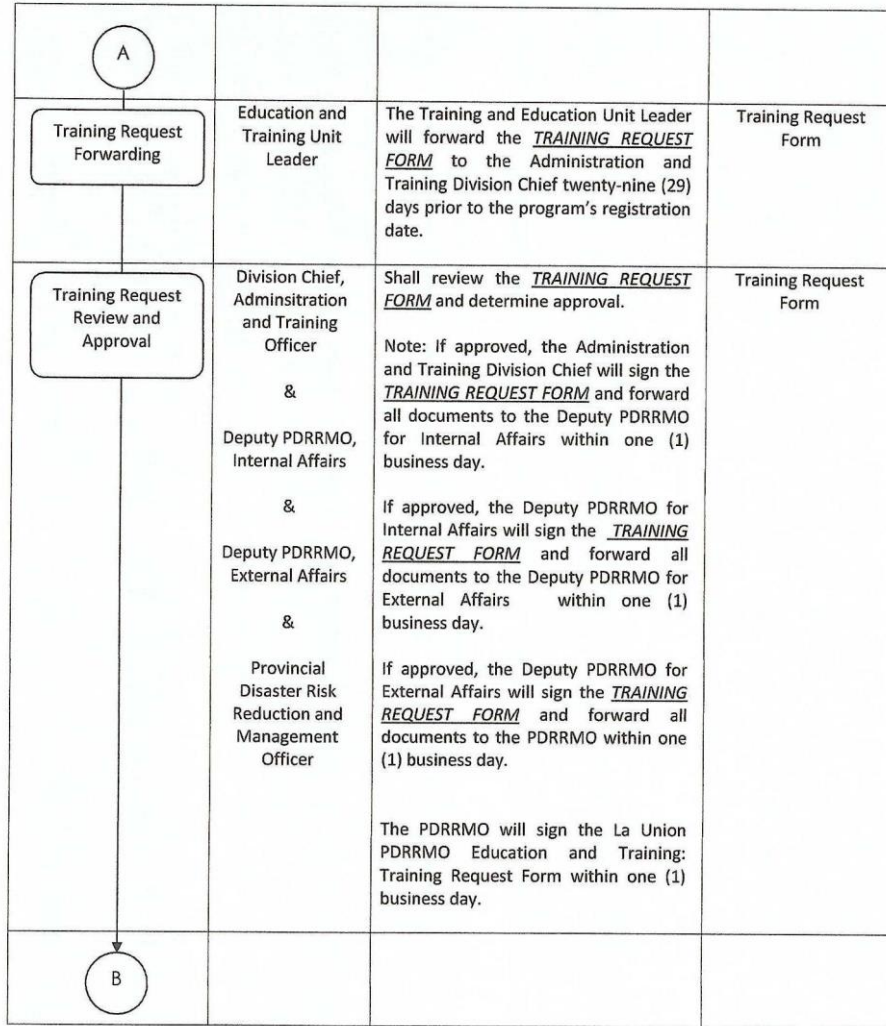 A
Training Request
Forwarding
Education and
Training Unit
Leader
The Training and Education Unit Leader
will forward the TRAINING REQUEST
FORM to the Administration and
Training Division Chief twenty-nine (29)
days prior to the program's registration
date.
Training Request
Form
Training Request
Review and
Approval
Division Chief,
Adminsitration
and Training
Officer
&
Deputy PDRRMO,
Internal Affairs
&
Deputy PDRRMO,
External Affairs
&
Provincial
Disaster Risk
Reduction and
Management
Officer
Shall review the TRAINING REQUEST
FORM and determine approval.
Note: If approved, the Administration
and Training Division Chief will sign the
TRAINING REQUEST FORM and forward
all documents to the Deputy PDRRMO
for Internal Affairs within one (1)
business day.
If approved, the Deputy PDRRMO for
Internal Affairs will sign the TRAINING
REQUEST FORM and forward all
documents to the Deputy PDRRMO for
External Affairs within one (1)
business day.
If approved, the Deputy PDRRMO for
External Affairs will sign the TRAINING
REQUEST FORM and forward all
documents to the PDRRMO within one
(1) business day.
The PDRRMO will sign the La Union
PDRRMO Education and Training:
Training Request Form within one (1)
business day.
Training Request
Form
B